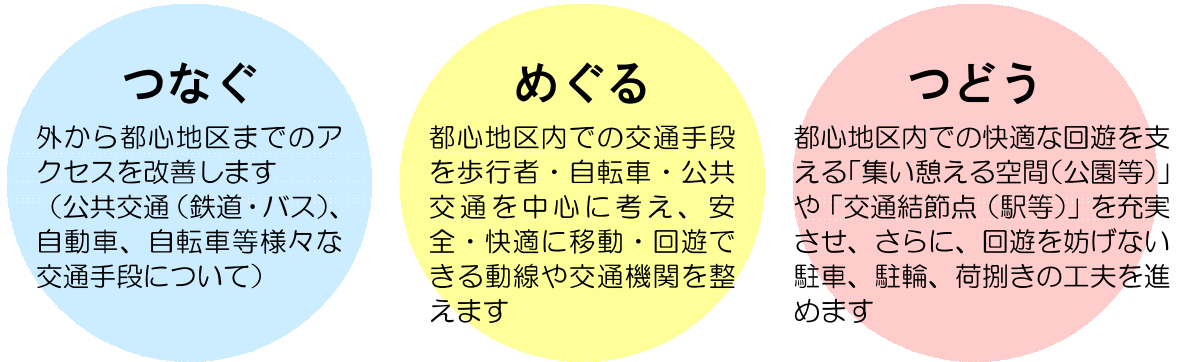 つなぐ
外から都心地区までのア
クセスを改善します
（公共交通（鉄道・バス）、
自動車、自転車等様々な
交通手段について）
めぐる
都心地区内での交通手段
を歩行者・自転車・公共
交通を中心に考え、安
全・快適に移動・回遊で
きる動線や交通機関を整
えます
つどう
都心地区内での快適な回遊を支
える「集い憩える空間（公園等）」
や「交通結節点（駅等）」を充実
させ、さらに、回遊を妨げない
駐車、駐輪、荷捌きの工夫を進
めます